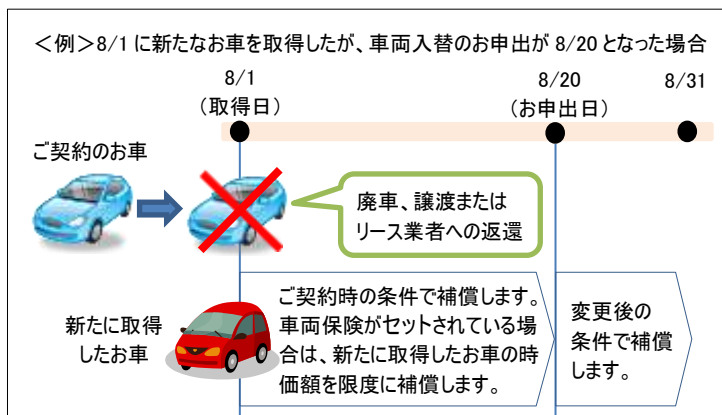 ＜例＞8/1 に新たなお車を取得したが、車両入替のお申出が 8/20 となった場合
8/1
（取得日）
8/20
（お申出日）
8/31
ご契約のお車
廃車、譲渡または
リース業者への返還
新たに取得
したお車
ご契約時の条件で補償します。
車両保険がセットされている場
合は、新たに取得したお車の時
価額を限度に補償します。
変更後の
条件で補償
します。